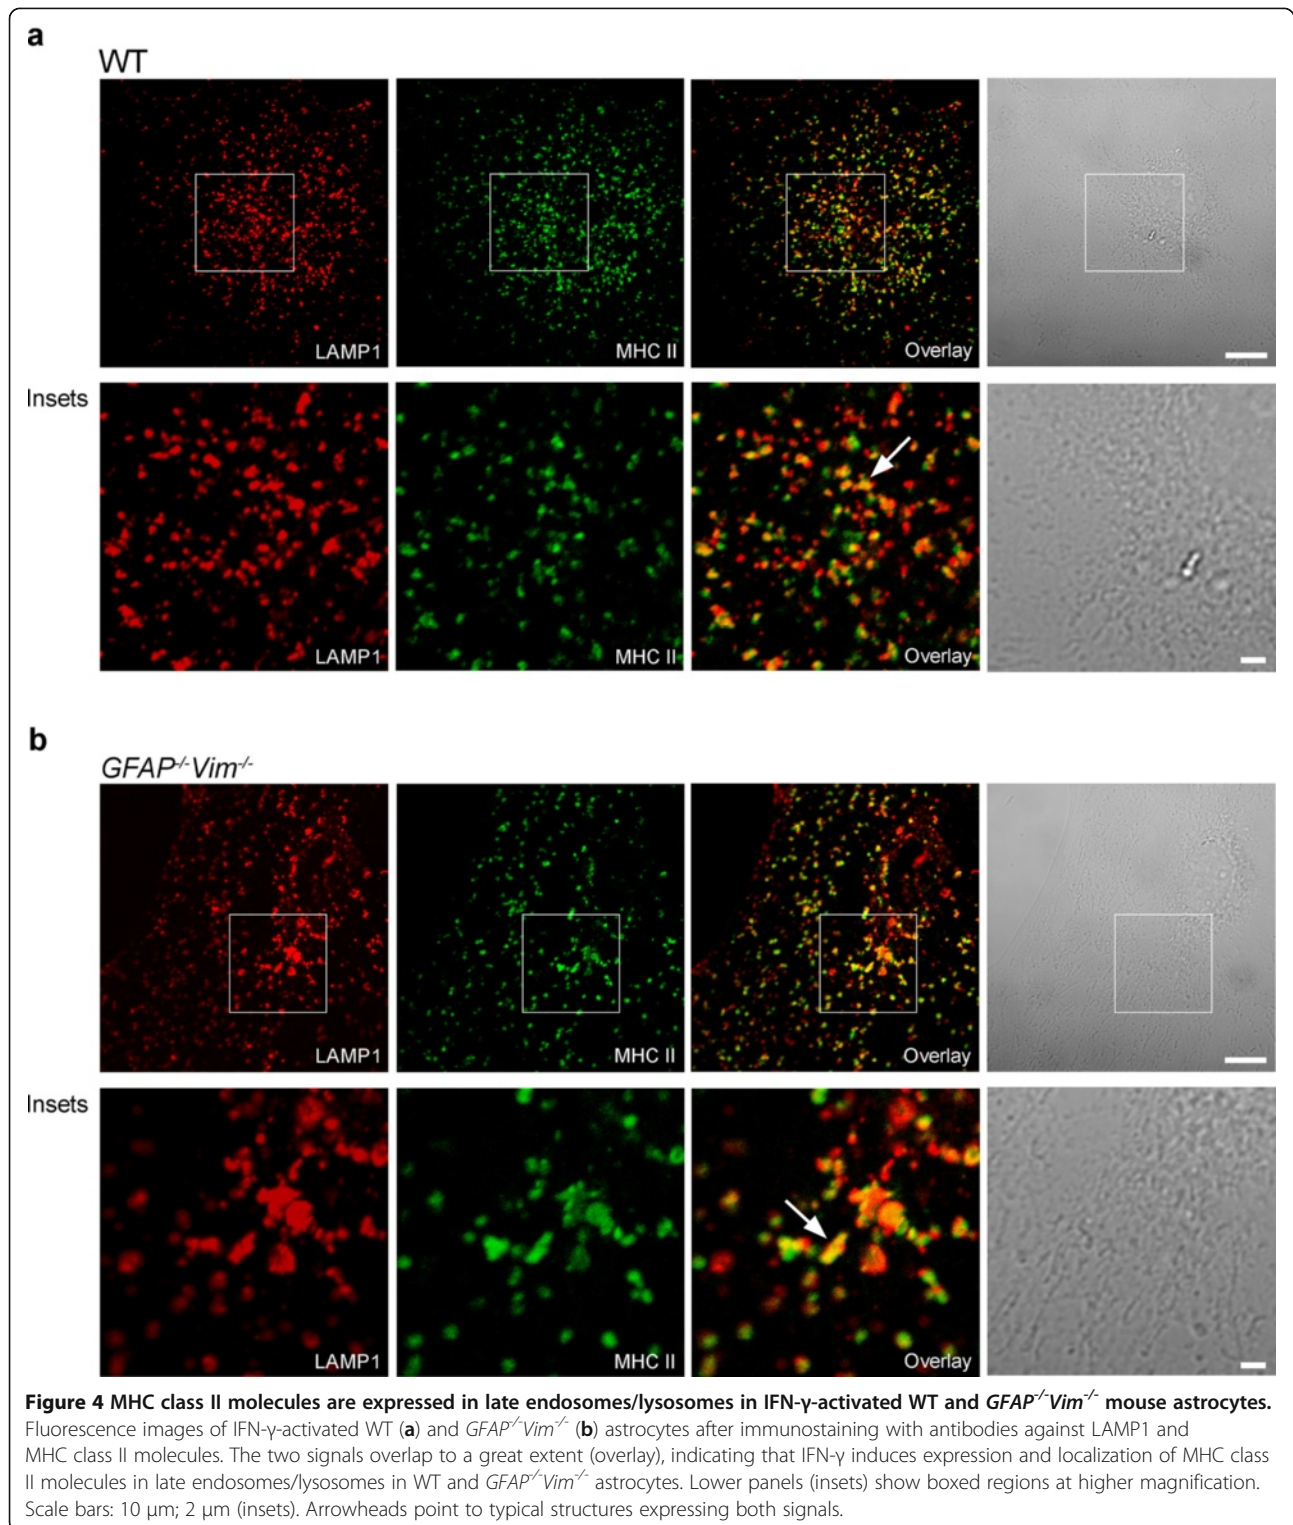 a
WT
LAMP1 MHC II Overlay
Insets
LAMP1 MHC II Overlay
b
GFAP-/-Vim-/-
LAMP1 MHC II Overlay
Insets
LAMP1 MHC II Overlay
Figure 4 MHC class II molecules are expressed in late endosomes/lysosomes in IFN-γ-activated WT and GFAP-/-Vim-/- mouse astrocytes.
Fluorescence images of IFN-γ-activated WT (a) and GFAP-/-Vim-/- (b) astrocytes after immunostaining with antibodies against LAMP1 and
MHC class II molecules. The two signals overlap to a great extent (overlay), indicating that IFN-γ induces expression and localization of MHC class
II molecules in late endosomes/lysosomes in WT and GFAP-/-Vim-/- astrocytes. Lower panels (insets) show boxed regions at higher magnification.
Scale bars: 10 μm; 2 μm (insets). Arrowheads point to typical structures expressing both signals.